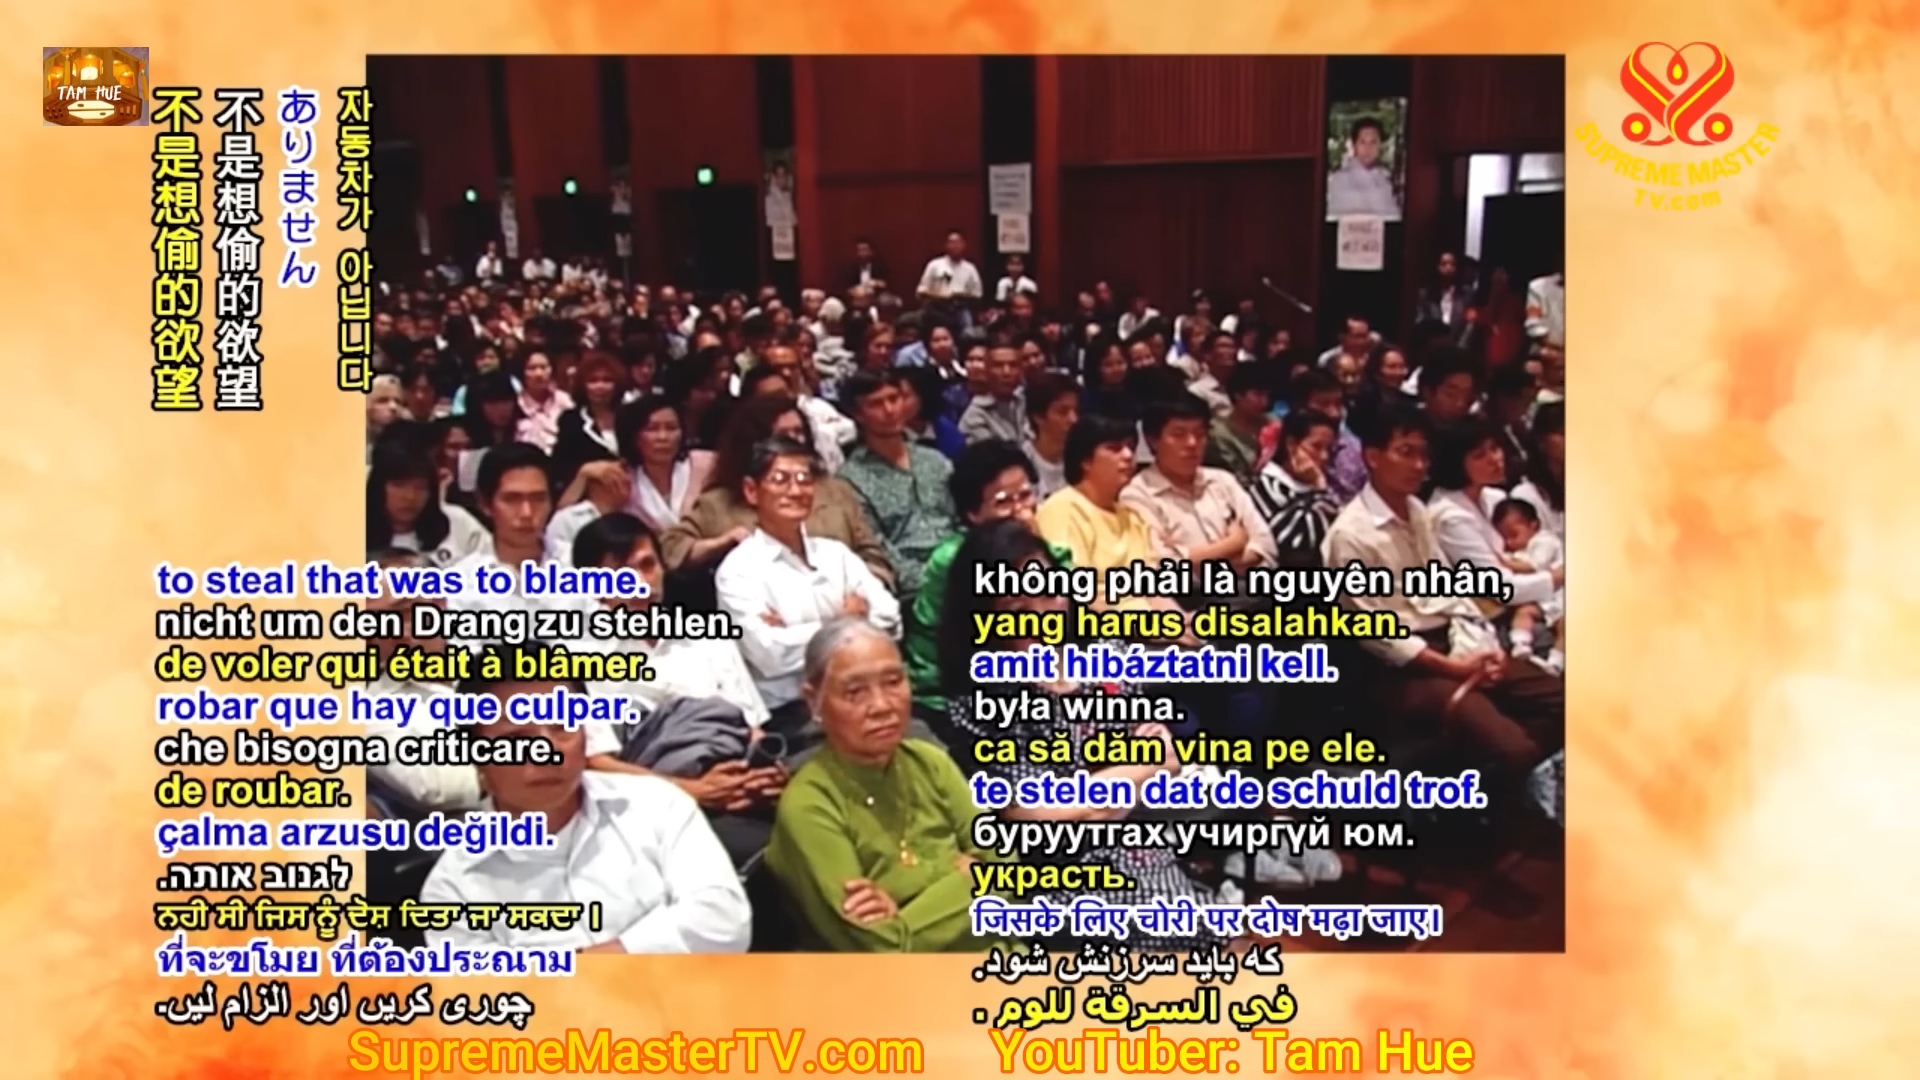 TAM HUE
不是想偷的欲望
不是想偷的欲望
ありません
자동차가 아닙니다
SUPREME MASTER
TV.com
to steal that was to blame.
nicht um den Drang zu stehlen.
de voler qui était à blâmer.
robar que hay que culpar.
che bisogna criticare.
de roubar.
çalma arzusu değildi.
לגנוב אותה.
ਨਹੀ ਸੀ ਜਿਸ ਨੂੰ ਦੋਸ਼ ਦਿਤਾ ਜਾ ਸਕਦਾ |
ที่จะขโมย ที่ต้องประณาม
چوری کریں اور الزام لیں۔
không phải là nguyên nhân,
yang harus disalahkan.
amit hibáztatni kell.
była winna.
ca să dăm vina pe ele.
te stelen dat de schuld trof.
буруутгах учиргүй юм.
украсть.
जिसके लिए चोरी पर दोष मढ़ा जाए।
که باید سرزنش شود.
في السرقة للوم .
SupremeMasterTV.com YouTuber: Tam Hue